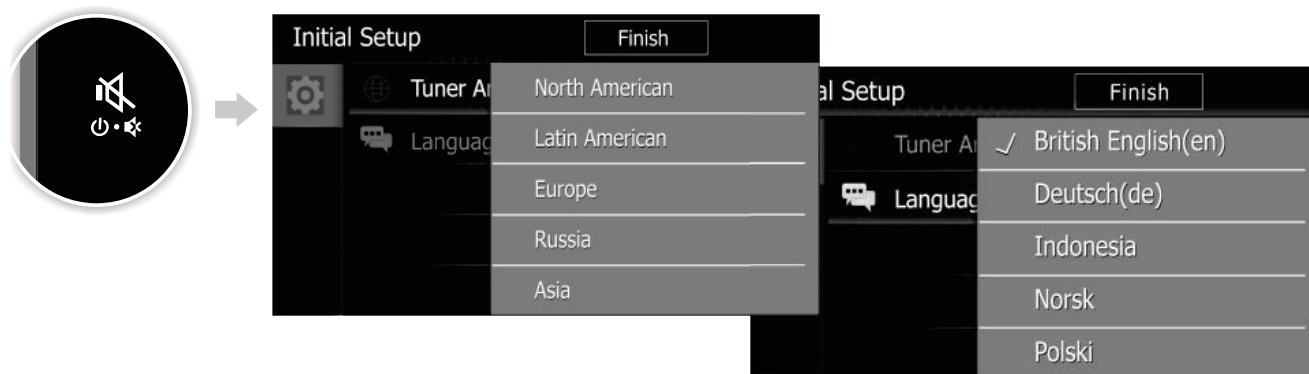 Initial Setup
Finish
Tuner Ar
Languag
North American
Latin American
Europe
Russia
Asia
al Setup
Finish
Tuner Ar
Languag
British English(en)
Deutsch(de)
Indonesia
Norsk
Polski